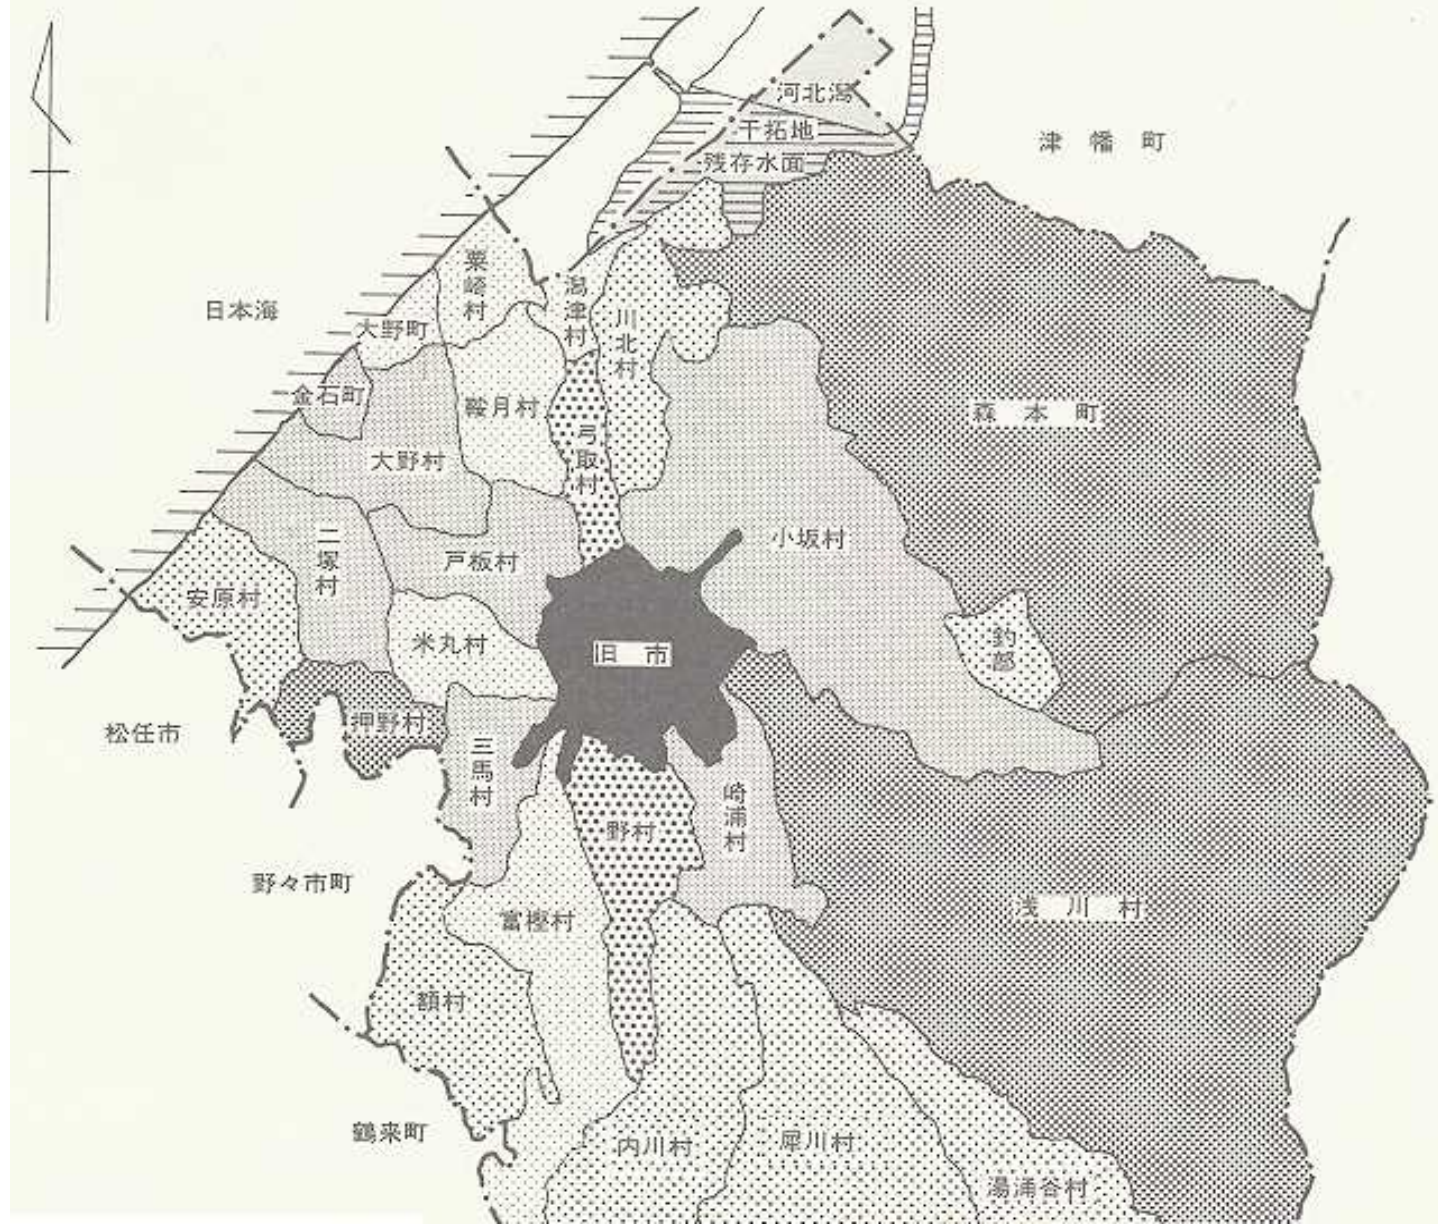 河北潟
干拓地
残存水面
津幡町
粟崎村
潟津村
川北村
日本海
大野町
金石町
鞍月村
森本町
弓取村
大野村
二塚村
戸板村
小坂村
安原村
米丸村
旧市
釣部
松任市
押野村
三馬村
崎浦村
野村
野々市町
富樫村
浅川村
額村
鶴来町
内川村
犀川村
湯涌谷村